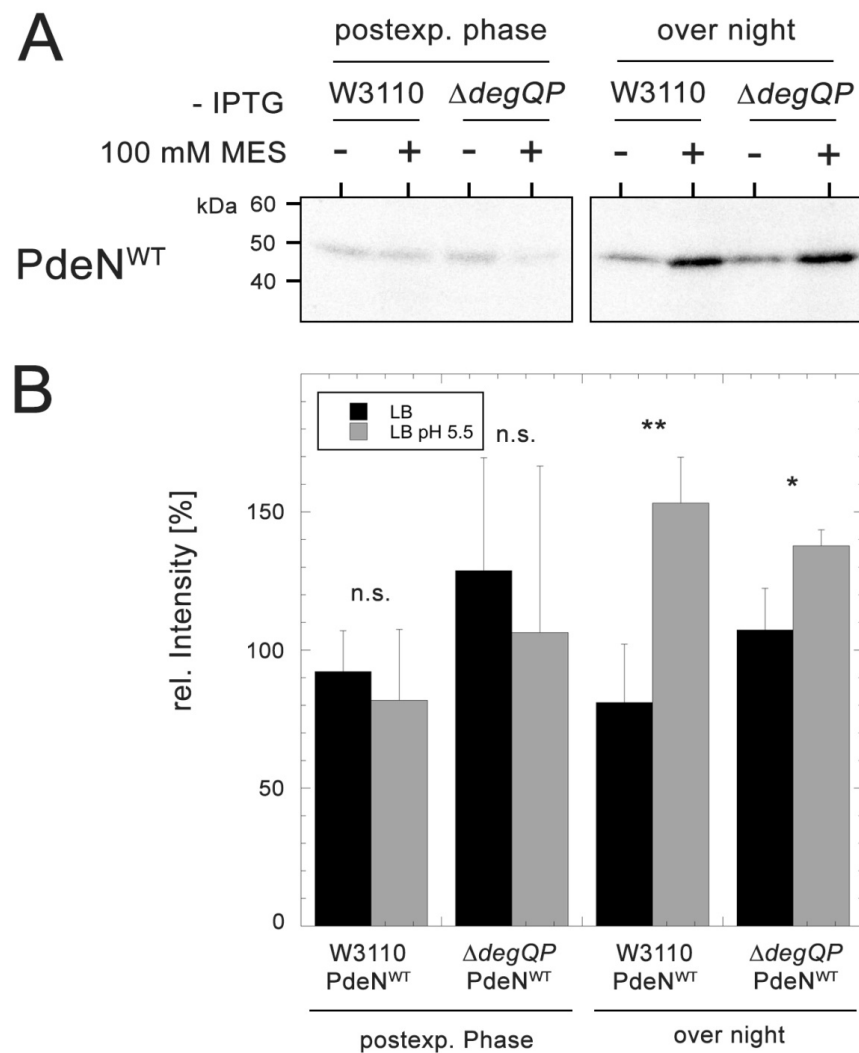 A
postexp. phase over night
- IPTG W3110 ΔdegQP W3110 ΔdegQP
100 mM MES - + - + - + - +
kDa 60
50
40
PdeNWT
B
LB
LB pH 5.5
n.s. n.s. ** *
rel. Intensity [%]
150
100
50
0
W3110 ΔdegQP W3110 ΔdegQP
PdeNWT PdeNWT PdeNWT PdeNWT
postexp. Phase over night